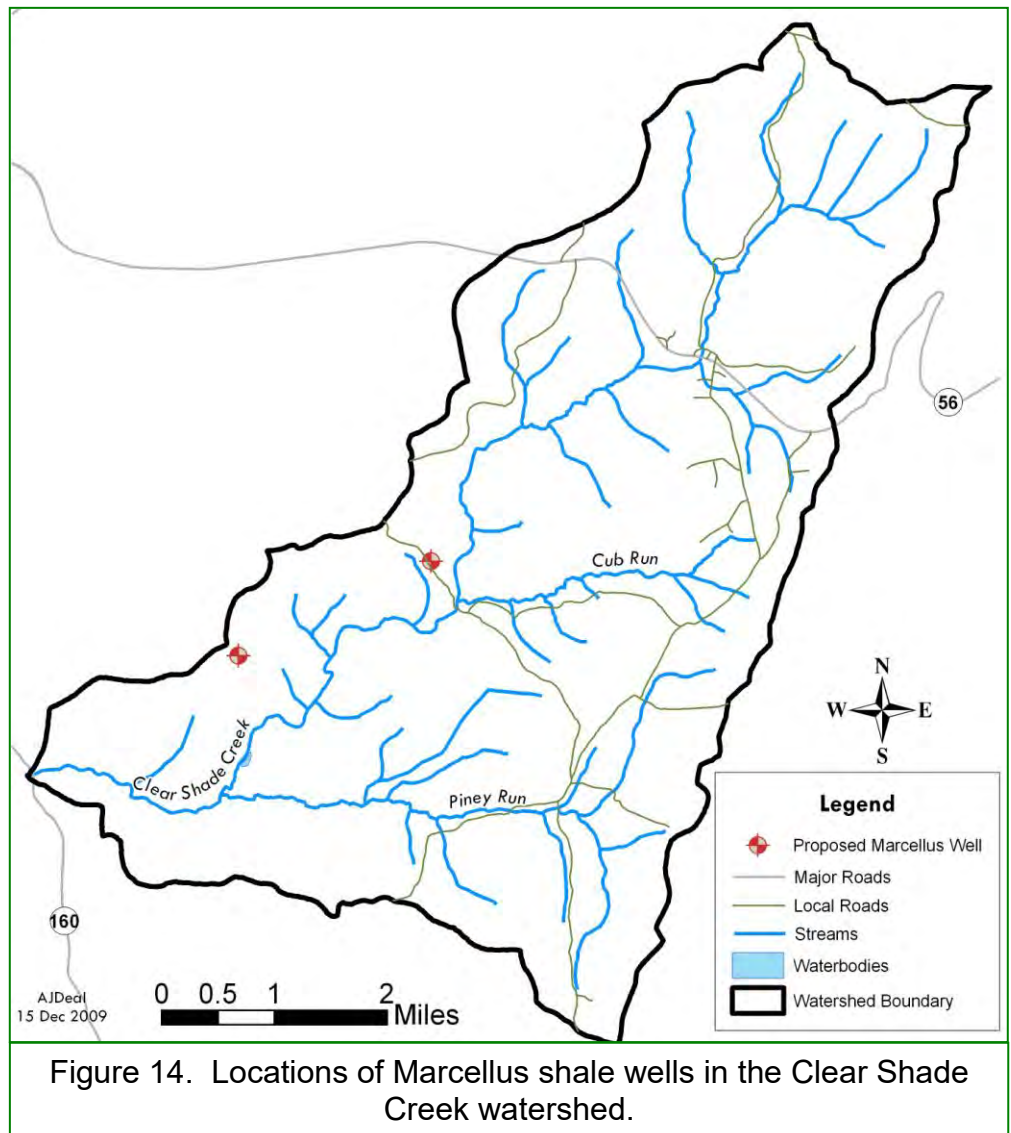 56
Cub Run
N
W E
S
Clear Shade Creek
Piney Run
160
AJDeal
15 Dec 2009
0 0.5 1 2
Miles
Legend
Proposed Marcellus Well
Major Roads
Local Roads
Streams
Waterbodies
Watershed Boundary
Figure 14. Locations of Marcellus shale wells in the Clear Shade
Creek watershed.